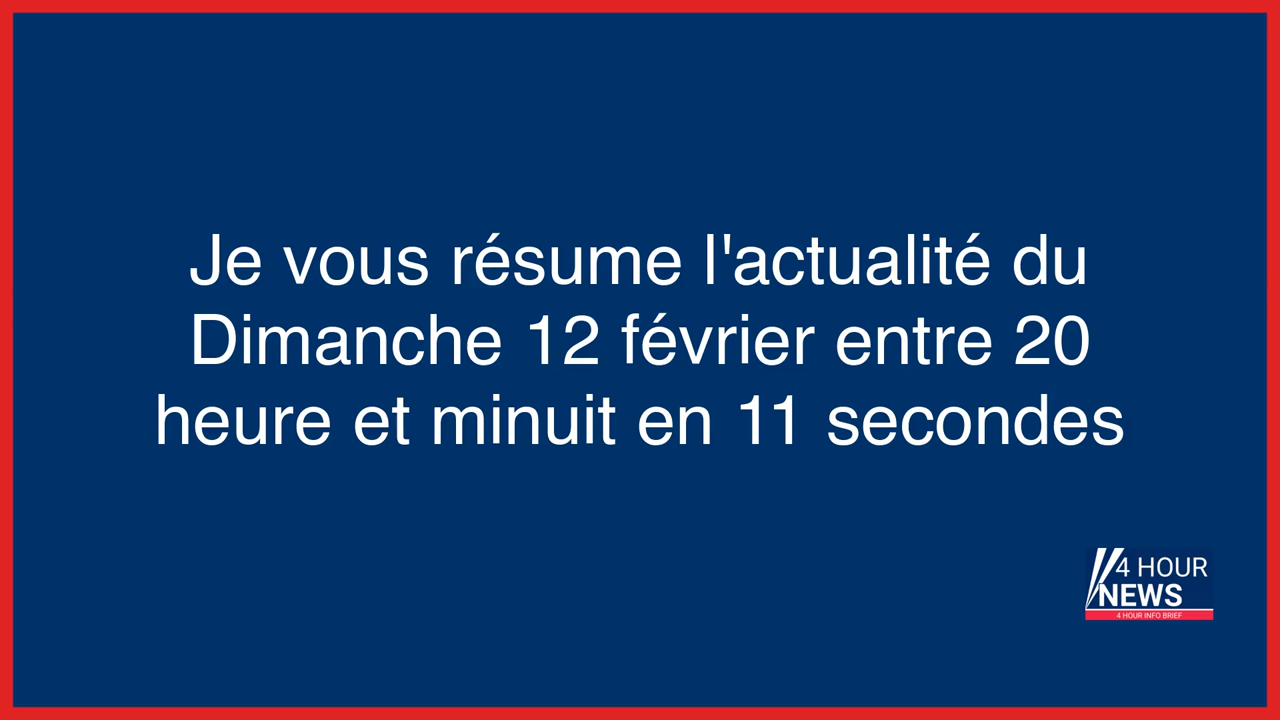 Je vous résume l'actualité du
Dimanche 12 février entre 20
heure et minuit en 11 secondes
4 HOUR
NEWS
4 HOUR INFO BRIEF